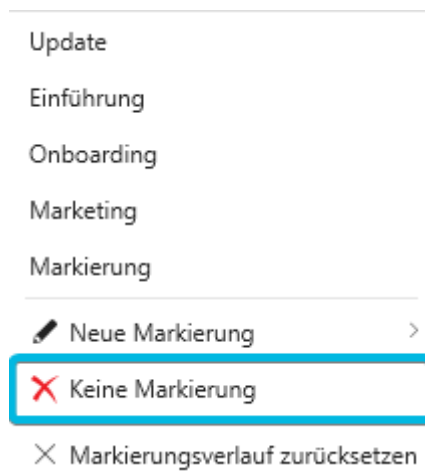 Update
Einführung
Onboarding
Marketing
Markierung
Neue Markierung
Keine Markierung
Markierungsverlauf zurücksetzen